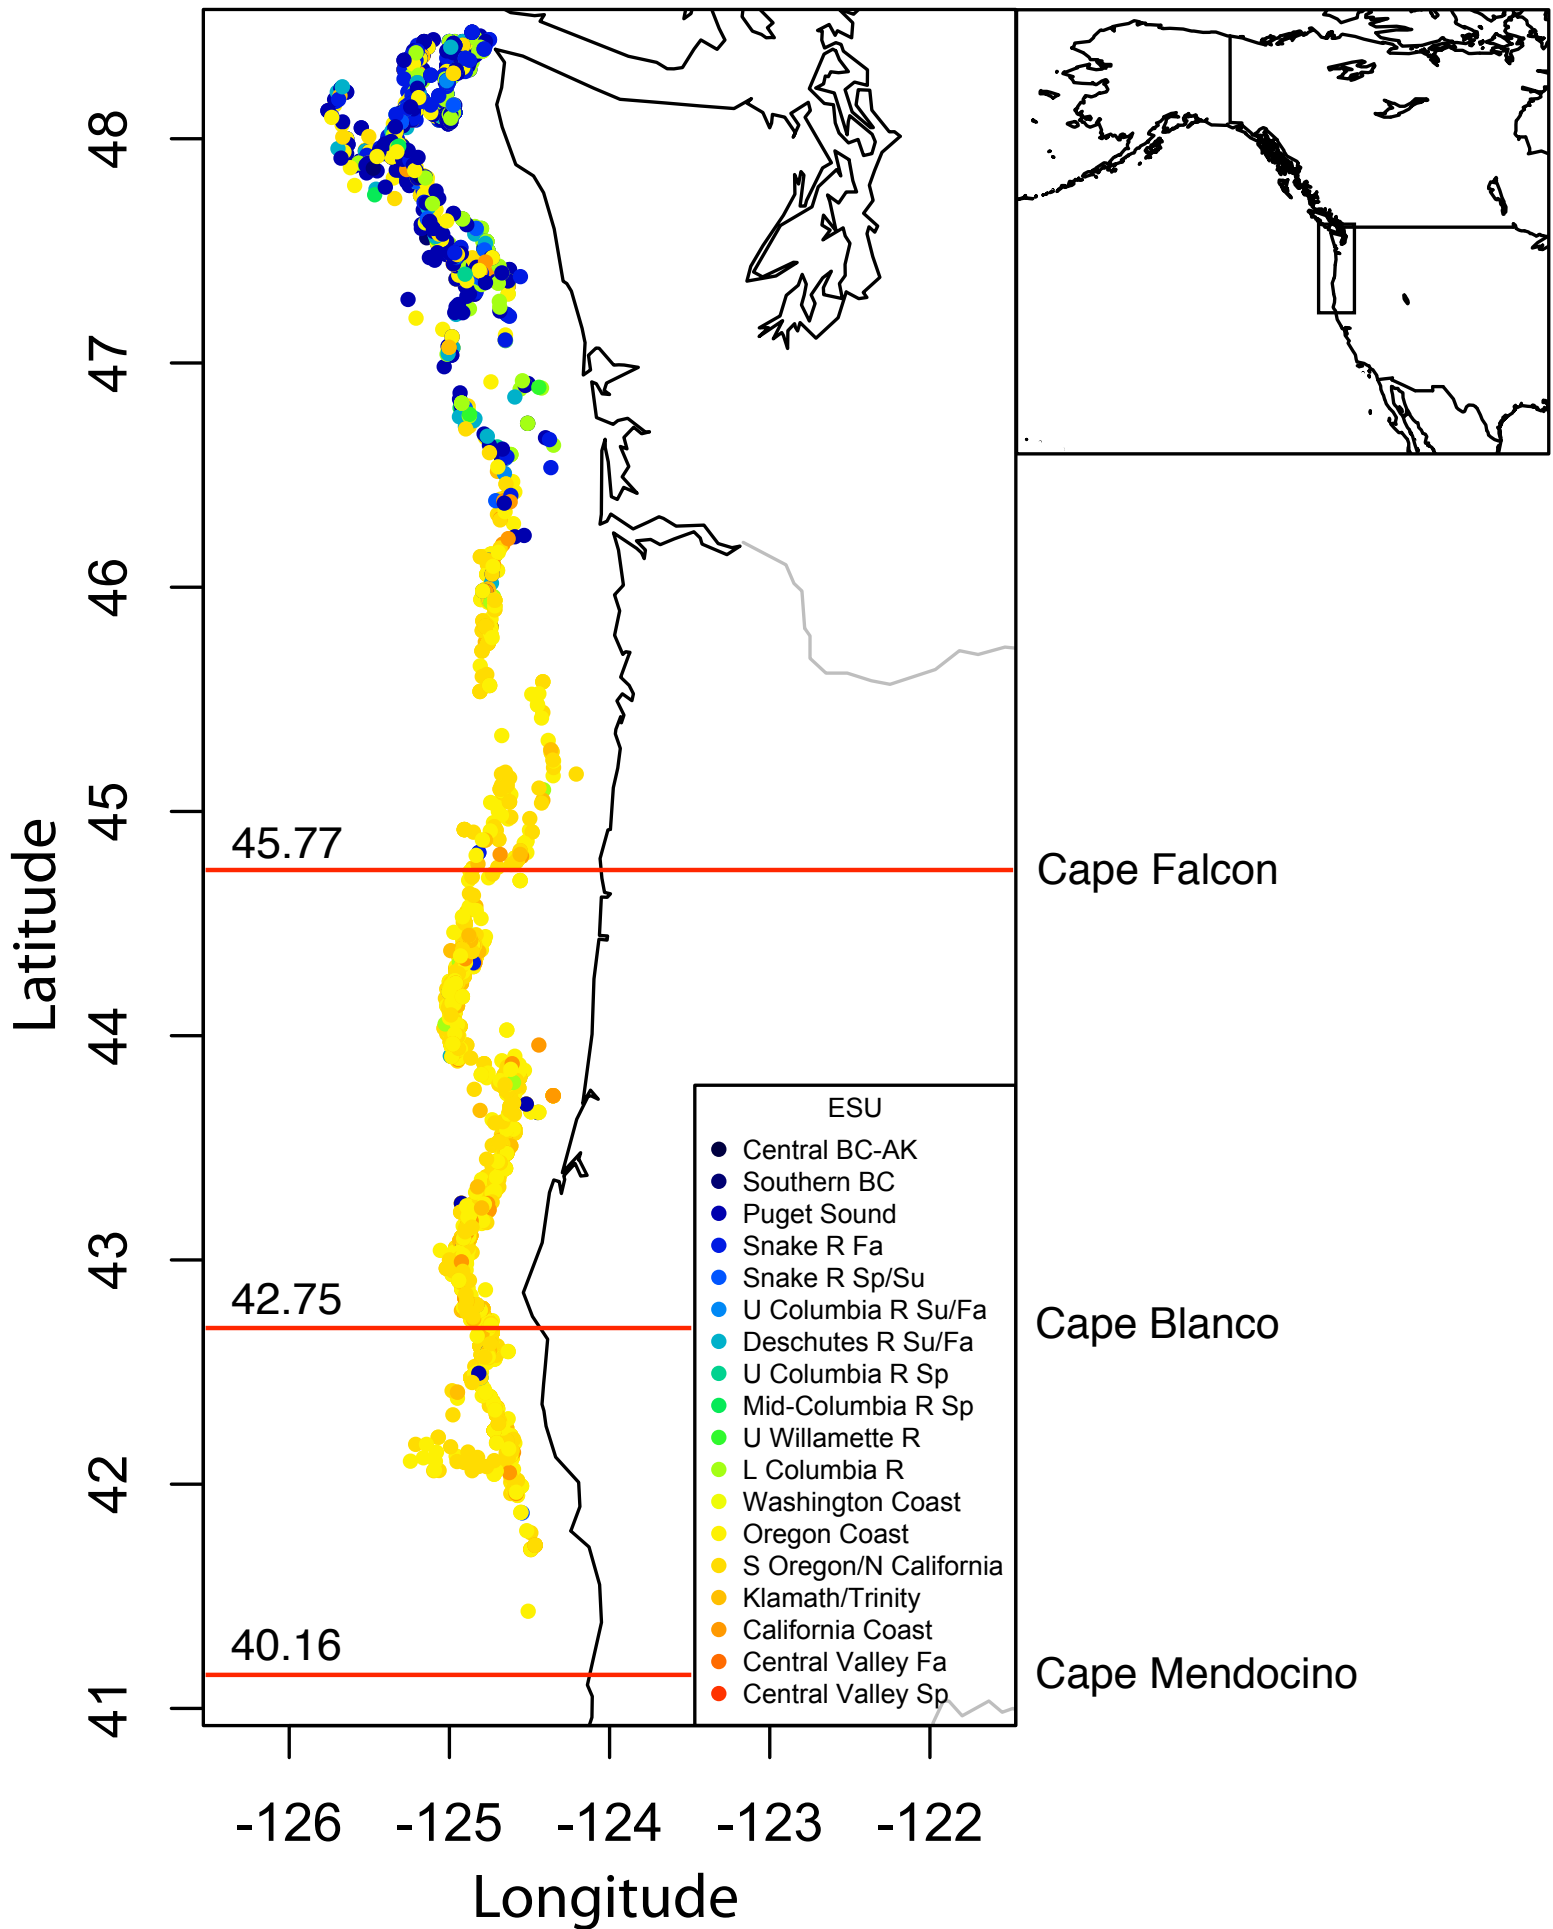 48
47
46
45
44
43
42
41
Latitude
45.77
Cape Falcon
42.75
Cape Blanco
40.16
Cape Mendocino
ESU
Central BC-AK
Southern BC
Puget Sound
Snake R Fa
Snake R Sp/Su
U Columbia R Su/Fa
Deschutes R Su/Fa
U Columbia R Sp
Mid-Columbia R Sp
U Willamette R
L Columbia R
Washington Coast
Oregon Coast
S Oregon/N California
Klamath/Trinity
California Coast
Central Valley Fa
Central Valley Sp
-126 -125 -124 -123 -122
Longitude